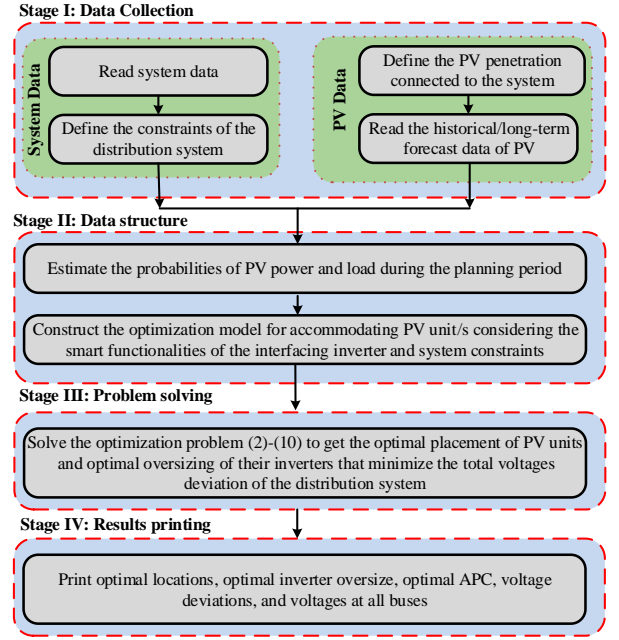 Stage I: Data Collection
System Data
Read system data
Define the constraints of the
distribution system
PV Data
Define the PV penetration
connected to the system
Read the historical/long-term
forecast data of PV
Stage II: Data structure
Estimate the probabilities of PV power and load during the planning period
Construct the optimization model for accommodating PV unit/s considering the
smart functionalities of the interfacing inverter and system constraints
Stage III: Problem solving
Solve the optimization problem (2)-(10) to get the optimal placement of PV units
and optimal oversizing of their inverters that minimize the total voltages
deviation of the distribution system
Stage IV: Results printing
Print optimal locations, optimal inverter oversize, optimal APC, voltage
deviations, and voltages at all buses